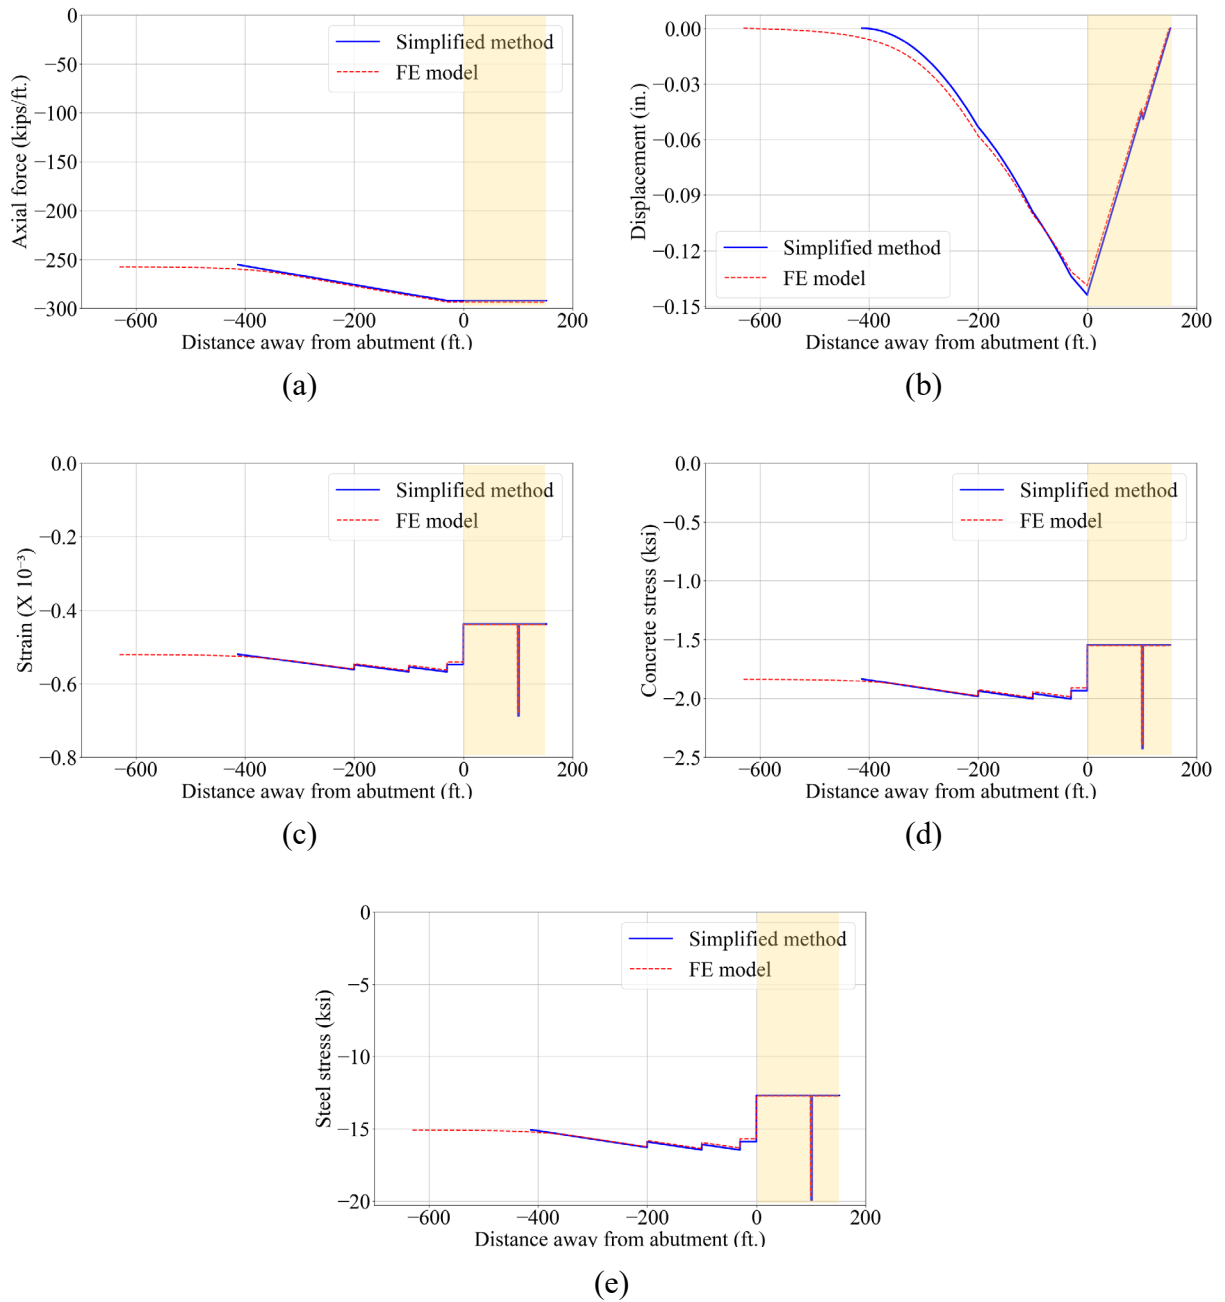 0
−50
−100
−150
−200
−250
−300
Axial force (kips/ft.)
Simplified method
FE model
−600 −400 −200 0 200
Distance away from abutment (ft.)
(a)
0.00
−0.03
−0.06
−0.09
−0.12
−0.15
Displacement (in.)
Simplified method
FE model
−600 −400 −200 0 200
Distance away from abutment (ft.)
(b)
0.0
−0.2
−0.4
−0.6
−0.8
Strain (X 10⁻³)
Simplified method
FE model
−600 −400 −200 0 200
Distance away from abutment (ft.)
(c)
0.0
−0.5
−1.0
−1.5
−2.0
−2.5
Concrete stress (ksi)
Simplified method
FE model
−600 −400 −200 0 200
Distance away from abutment (ft.)
(d)
0
−5
−10
−15
−20
Steel stress (ksi)
Simplified method
FE model
−600 −400 −200 0 200
Distance away from abutment (ft.)
(e)